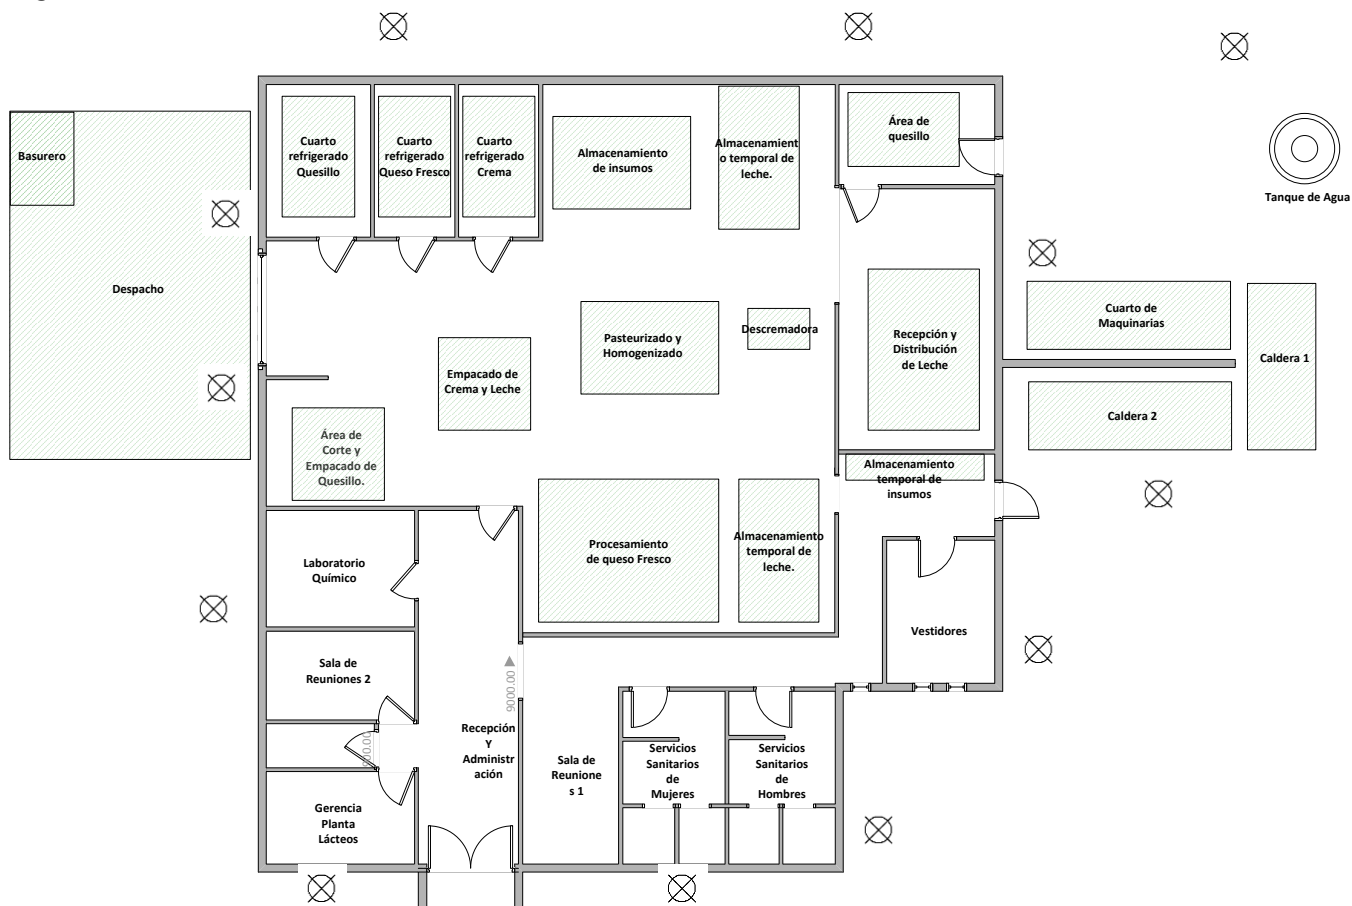 Cuarto
refrigerado
Quesillo
Cuarto
refrigerado
Queso Fresco
Cuarto
refrigerado
Crema
Almacenamiento
de insumos
Almacenamient
o temporal de
leche.
Área de
quesillo
Basurero
Tanque de Agua
Despacho
Cuarto de
Maquinarias
Pasteurizado y
Homogenizado
Descremadora
Recepción y
Distribución
de Leche
Caldera 1
Empacado de
Crema y Leche
Caldera 2
Área de
Corte y
Empacado de
Quesillo.
Almacenamiento
temporal de
insumos
Procesamiento
de queso Fresco
Almacenamiento
temporal de
leche.
Laboratorio
Químico
Vestidores
Sala de
Reuniones 2
9000.00
Recepción
Y
Administr
ación
Sala de
Reunione
s 1
Servicios
Sanitarios
de
Mujeres
Servicios
Sanitarios
de
Hombres
Gerencia
Planta
Lácteos